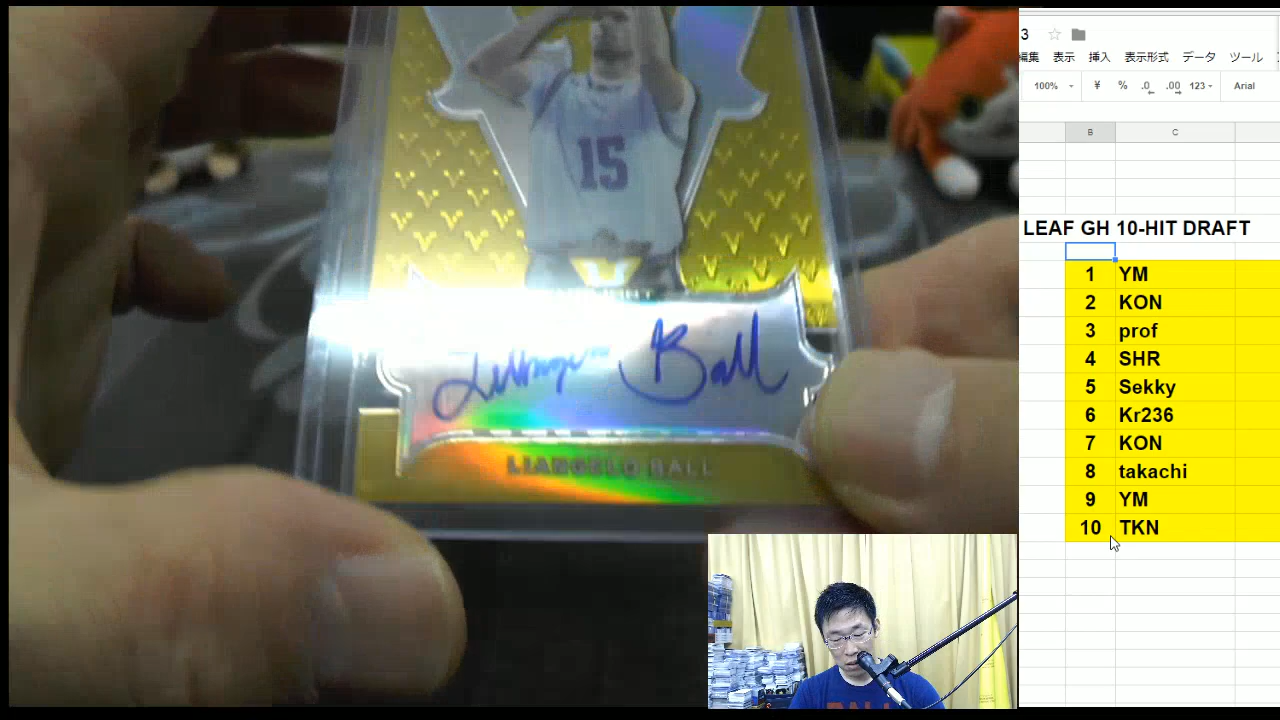 15
LiAngelo Ball
LIANGELO BALL
3
編集 表示 挿入 表示形式 データ ツール
100% ¥ % .0 .00 123 Arial
B C
LEAF GH 10-HIT DRAFT
1 YM
2 KON
3 prof
4 SHR
5 Sekky
6 Kr236
7 KON
8 takachi
9 YM
10 TKN